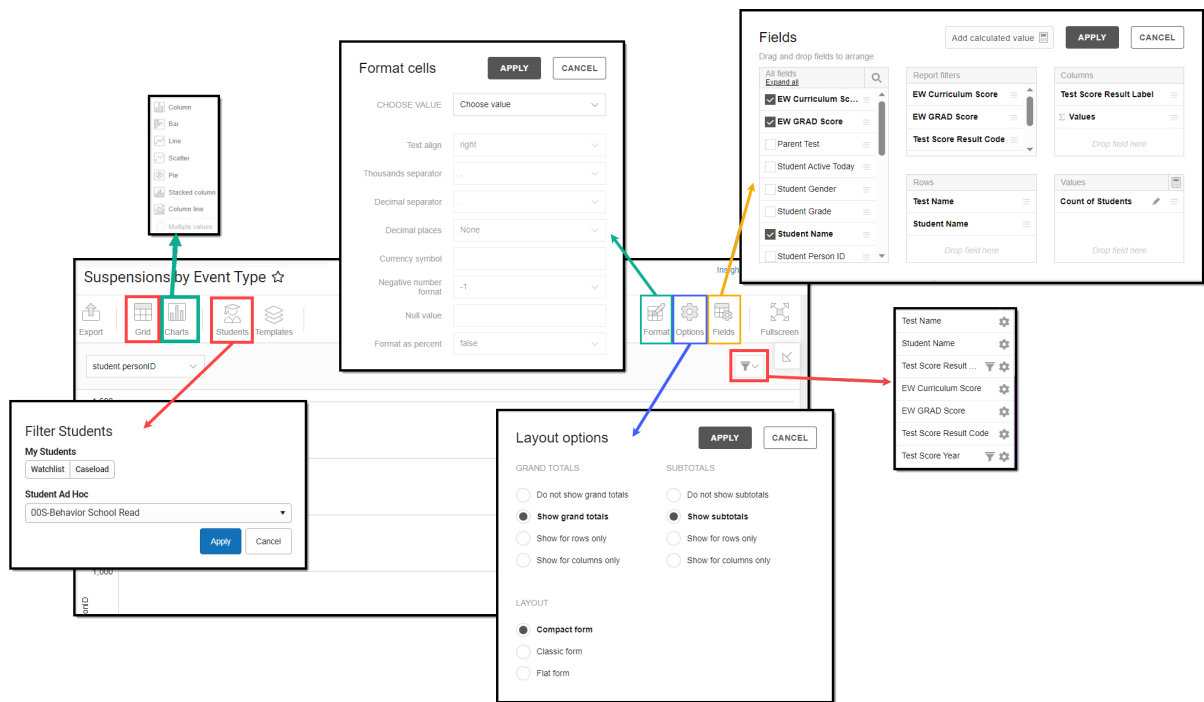 Fields
Add calculated value
APPLY
CANCEL
Drag and drop fields to arrange
All fields
Expand all
EW Curriculum Sc...
EW GRAD Score
Parent Test
Student Active Today
Student Gender
Student Grade
Student Name
Student Person ID
Report filters
EW Curriculum Score
EW GRAD Score
Test Score Result Code
Columns
Test Score Result Label
Σ Values
Drop field here
Rows
Test Name
Student Name
Drop field here
Values
Count of Students
Format cells
APPLY
CANCEL
CHOOSE VALUE
Choose value
Text align
right
Thousands separator
,
Decimal separator
.
Decimal places
None
Currency symbol
Negative number format
-1
Null value
Format as percent
false
Column
Bar
Line
Scatter
Pie
Stacked column
Column line
Multiple values
Suspensions by Event Type
Insigh
Export
Grid
Charts
Students
Templates
Format
Options
Fields
Fullscreen
student.personID
1,600
1,000
onID
Test Name
Student Name
Test Score Result ...
EW Curriculum Score
EW GRAD Score
Test Score Result Code
Test Score Year
Filter Students
My Students
Watchlist
Caseload
Student Ad Hoc
00S-Behavior School Read
Apply
Cancel
Layout options
APPLY
CANCEL
GRAND TOTALS
Do not show grand totals
Show grand totals
Show for rows only
Show for columns only
SUBTOTALS
Do not show subtotals
Show subtotals
Show for rows only
Show for columns only
LAYOUT
Compact form
Classic form
Flat form